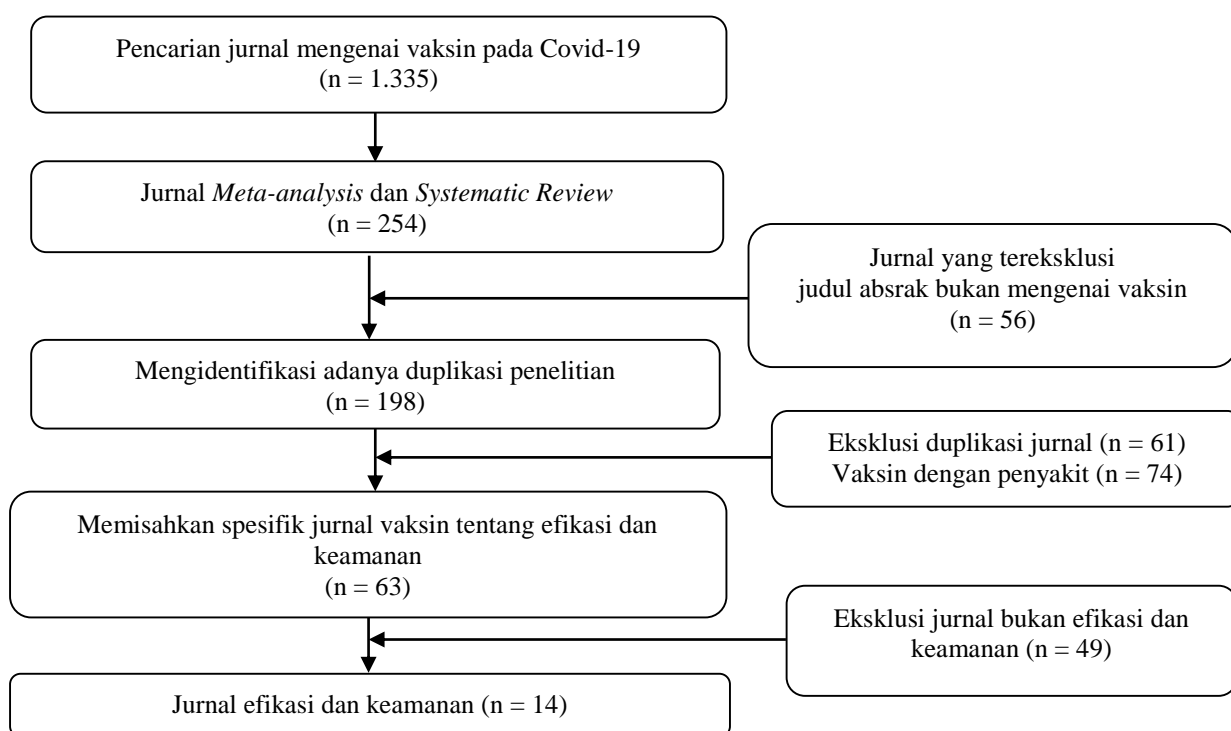 Pencarian jurnal mengenai vaksin pada Covid-19
(n = 1.335)
Jurnal Meta-analysis dan Systematic Review
(n = 254)
Jurnal yang tereksklusi
judul absrak bukan mengenai vaksin
(n = 56)
Mengidentifikasi adanya duplikasi penelitian
(n = 198)
Eksklusi duplikasi jurnal (n = 61)
Vaksin dengan penyakit (n = 74)
Memisahkan spesifik jurnal vaksin tentang efikasi dan
keamanan
(n = 63)
Eksklusi jurnal bukan efikasi dan
keamanan (n = 49)
Jurnal efikasi dan keamanan (n = 14)